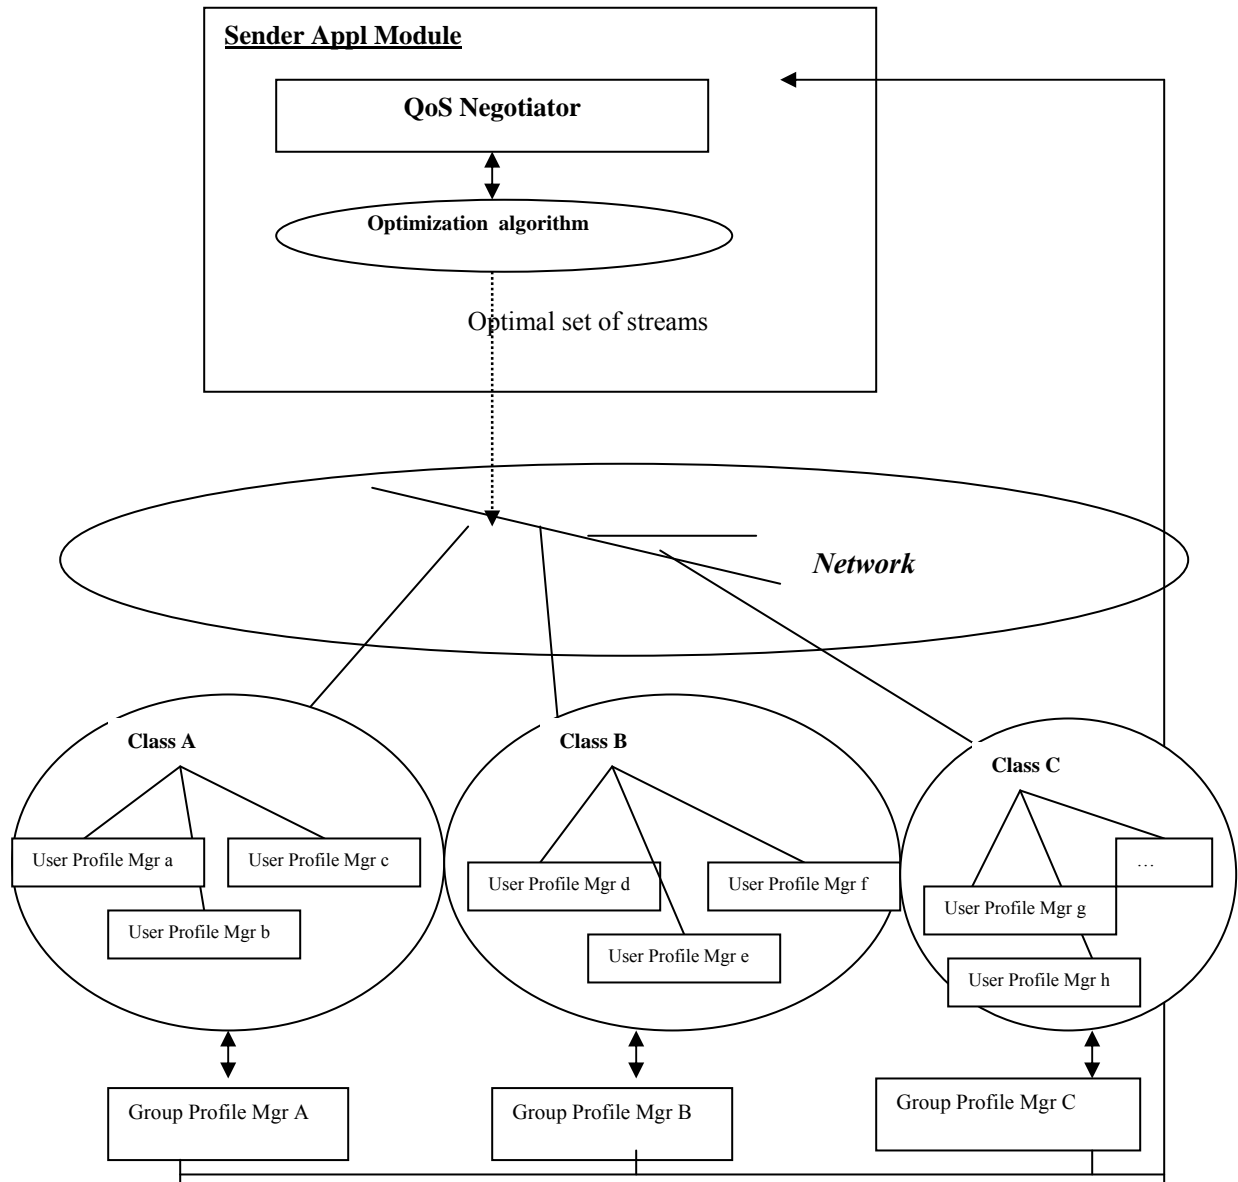 Sender Appl Module
QoS Negotiator
Optimization algorithm
Optimal set of streams
Network
Class A
Class B
Class C
User Profile Mgr a
User Profile Mgr c
User Profile Mgr b
User Profile Mgr d
User Profile Mgr f
User Profile Mgr e
…
User Profile Mgr g
User Profile Mgr h
Group Profile Mgr A
Group Profile Mgr B
Group Profile Mgr C